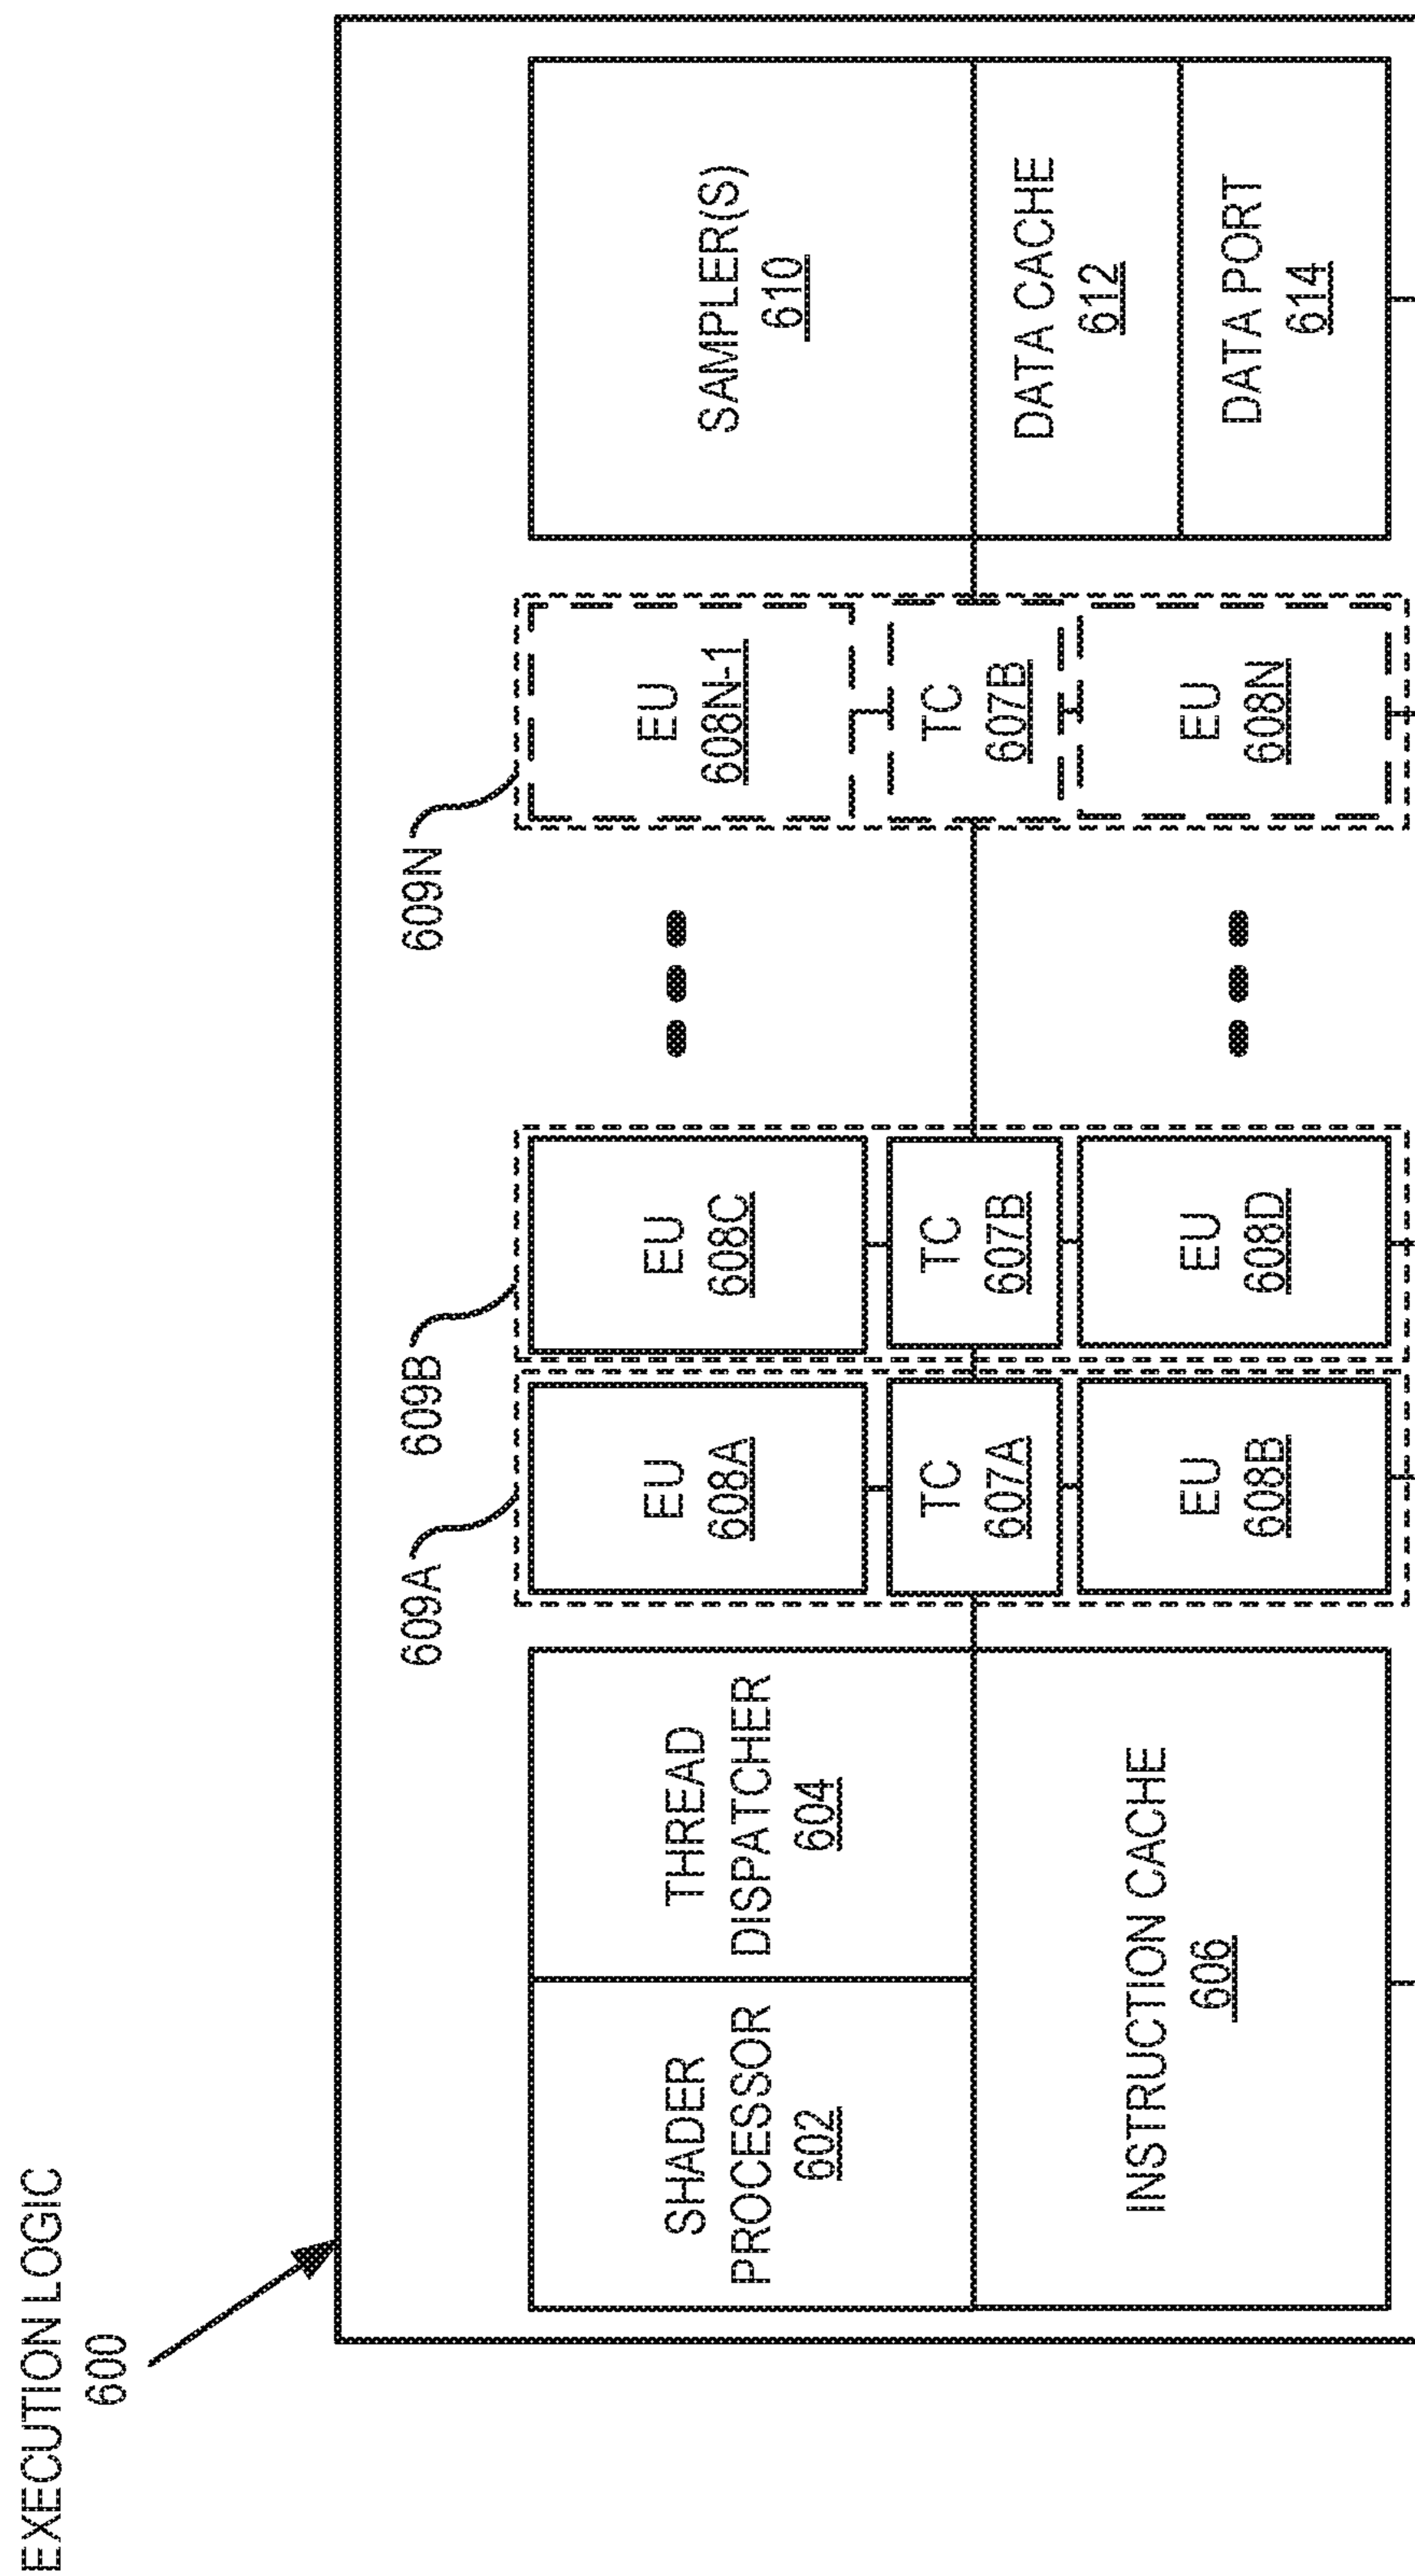 EXECUTION LOGIC
600
609A
609B
609N
SHADER
PROCESSOR
602
THREAD
DISPATCHER
604
INSTRUCTION CACHE
606
EU
608A
TC
607A
EU
608B
EU
608C
TC
607B
EU
608D
EU
608N-1
TC
607B
EU
608N
SAMPLER(S)
610
DATA CACHE
612
DATA PORT
614